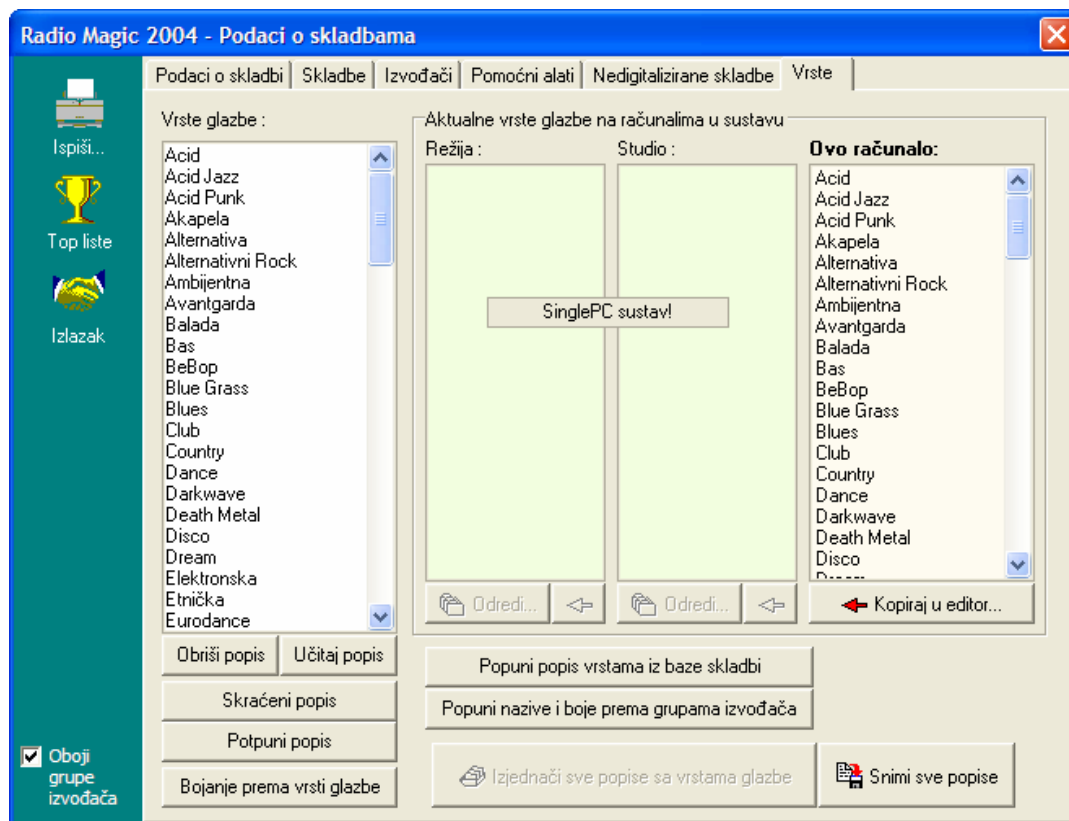 Radio Magic 2004 - Podaci o skladbama
Podaci o skladbi
Skladbe
Izvođači
Pomoćni alati
Nedigitalizirane skladbe
Vrste
Ispiši...
Top liste
Izlazak
Oboji
grupe
izvođača
Vrste glazbe :
Acid
Acid Jazz
Acid Punk
Akapela
Alternativa
Alternativni Rock
Ambijentna
Avantgarda
Balada
Bas
BeBop
Blue Grass
Blues
Club
Country
Dance
Darkwave
Death Metal
Disco
Dream
Elektronska
Etnička
Eurodance
Obriši popis
Učitaj popis
Skraćeni popis
Potpuni popis
Bojanje prema vrsti glazbe
Aktualne vrste glazbe na računalima u sustavu
Režija :
Studio :
Ovo računalo:
SinglePC sustav!
Acid
Acid Jazz
Acid Punk
Akapela
Alternativa
Alternativni Rock
Ambijentna
Avantgarda
Balada
Bas
BeBop
Blue Grass
Blues
Club
Country
Dance
Darkwave
Death Metal
Disco
Dream
Odredi...
Odredi...
Kopiraj u editor...
Popuni popis vrstama iz baze skladbi
Popuni nazive i boje prema grupama izvođača
Izjednači sve popise sa vrstama glazbe
Snimi sve popise